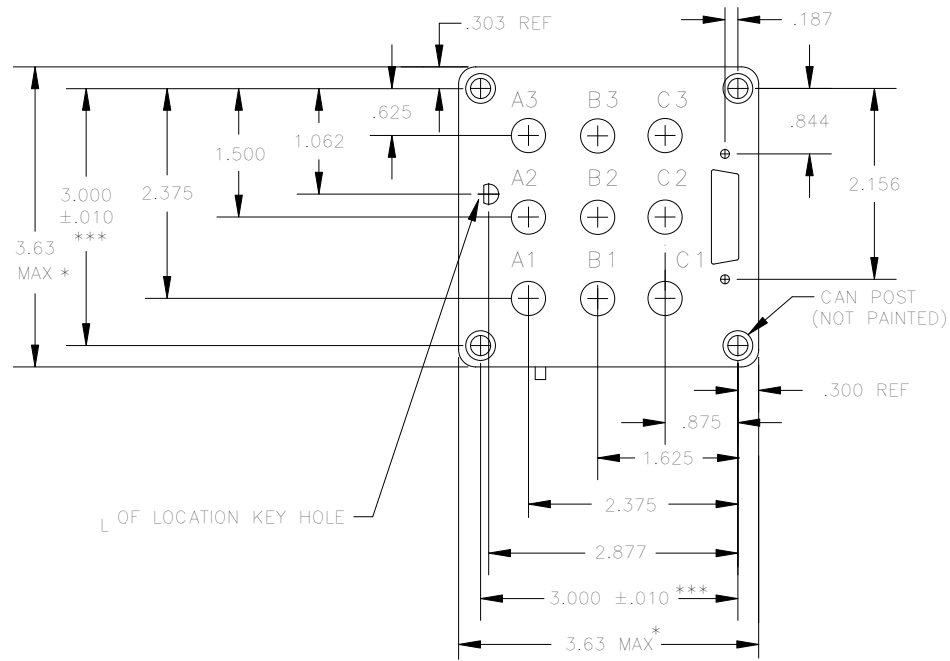 .303 REF
.187
A3 B3 C3
.625
.844
1.062
1.500
2.375
3.000
±.010
***
A2 B2 C2
2.156
3.63
MAX *
A1 B1 C1
CAN POST
(NOT PAINTED)
.300 REF
.875
1.625
2.375
L OF LOCATION KEY HOLE
2.877
3.000 ±.010 ***
3.63 MAX*